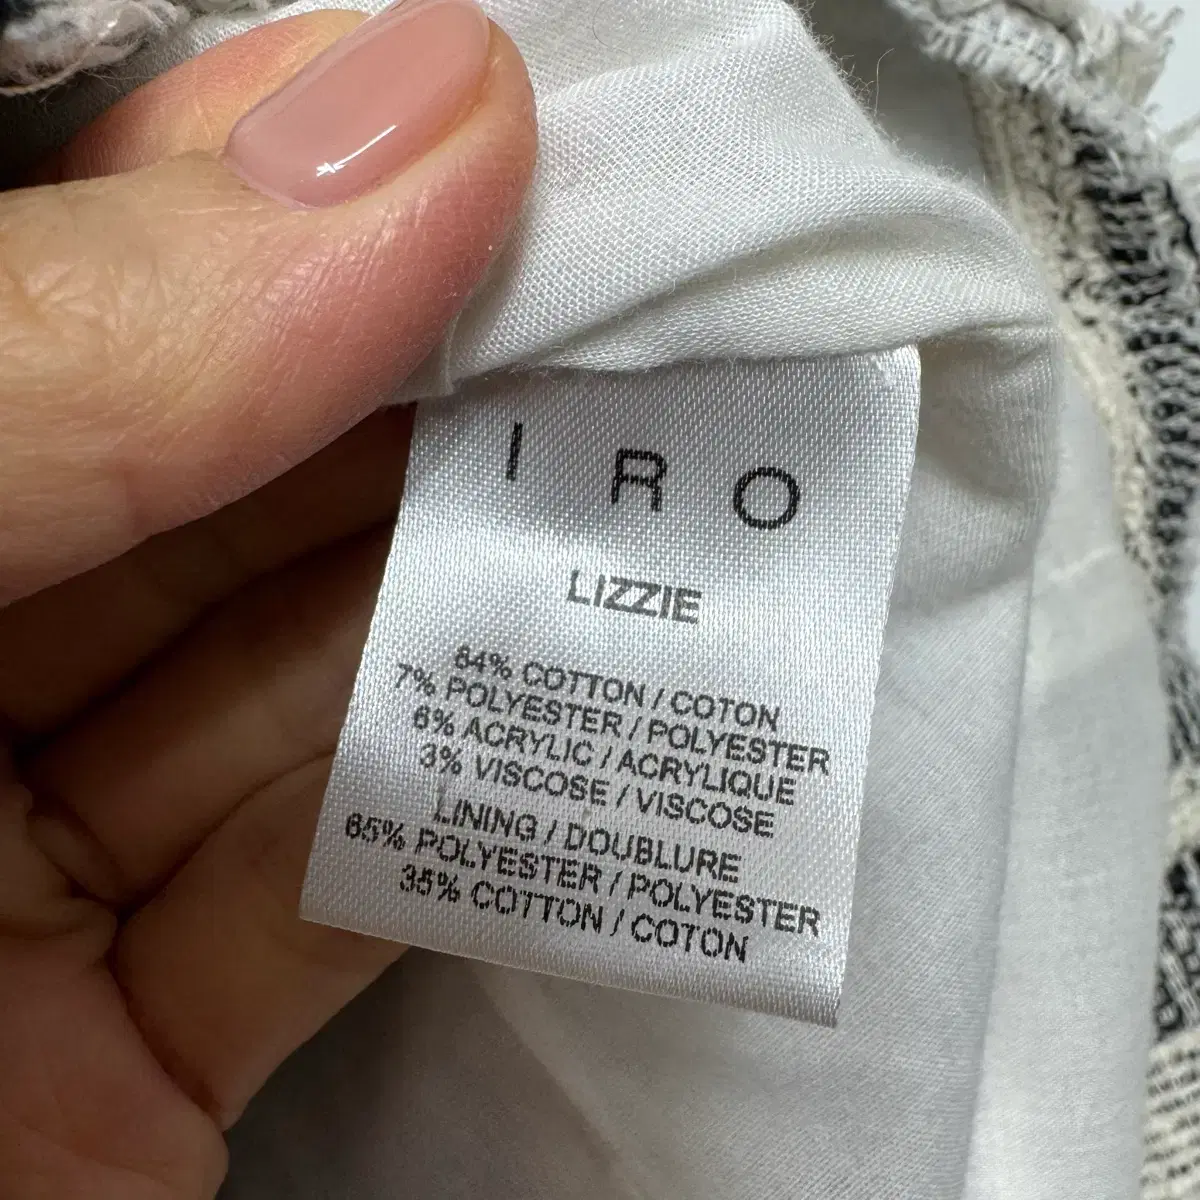 I R O
LIZZIE
84% COTTON / COTON
7% POLYESTER / POLYESTER
6% ACRYLIC / ACRYLIQUE
3% VISCOSE / VISCOSE
LINING / DOUBLURE
65% POLYESTER / POLYESTER
35% COTTON / COTON